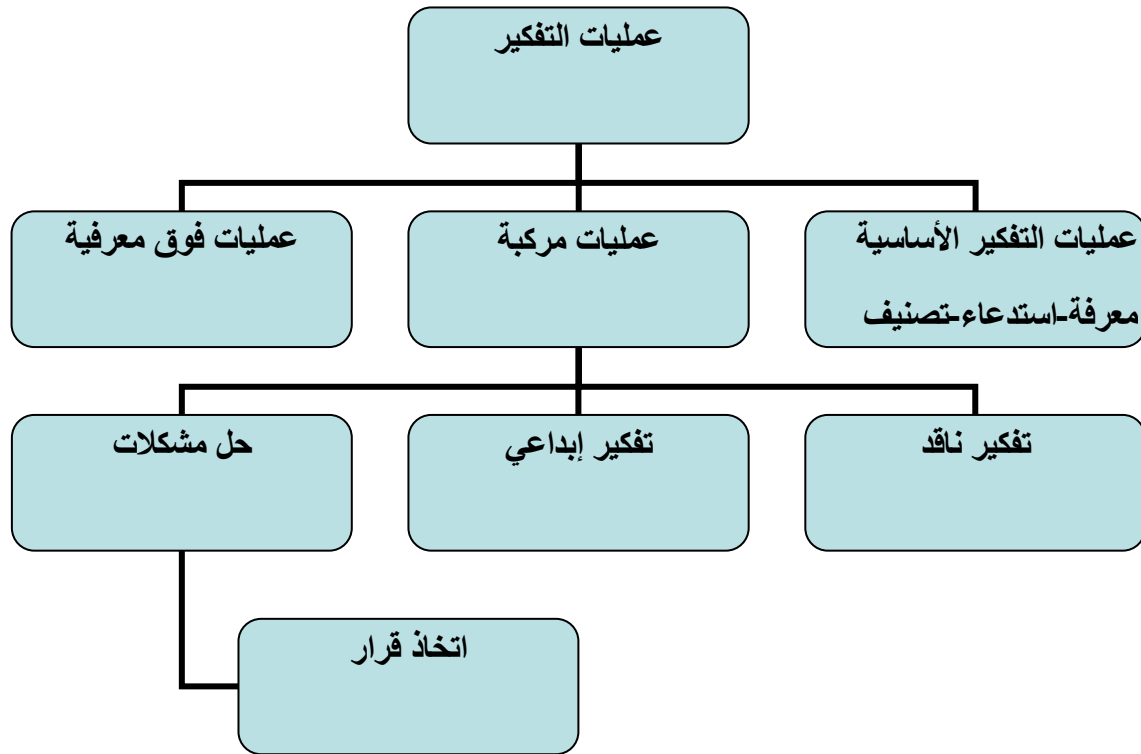 عمليات التفكير
عمليات التفكير الأساسية
معرفة-استدعاء-تصنيف
عمليات مركبة
عمليات فوق معرفية
تفكير ناقد
تفكير إبداعي
حل مشكلات
اتخاذ قرار